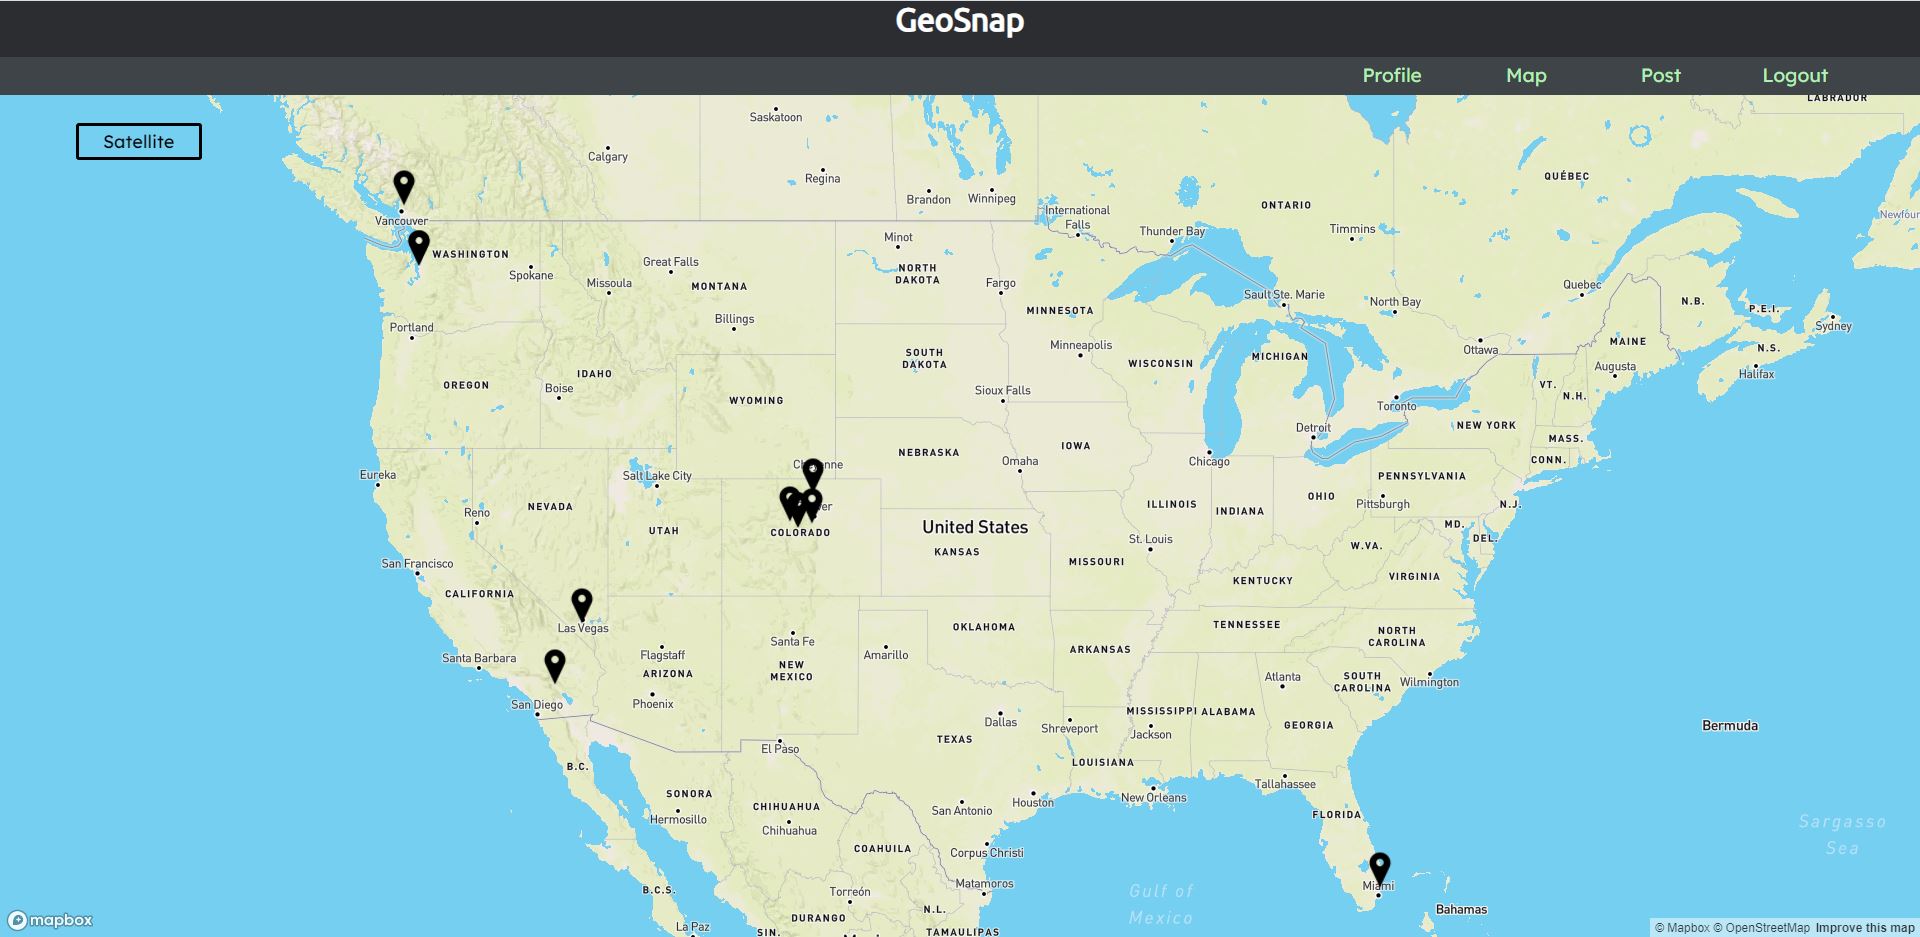 GeoSnap
Profile Map Post Logout
Satellite
LABRADOR
Saskatoon
Calgary
Regina
Brandon
Winnipeg
QUÉBEC
ONTARIO
International
Falls
Thunder Bay
Timmins
Vancouver
WASHINGTON
Spokane
Great Falls
Missoula
MONTANA
Minot
NORTH
DAKOTA
Fargo
MINNESOTA
Sault Ste. Marie
North Bay
Quebec
N.B.
P.E.I.
Sydney
Portland
Billings
SOUTH
DAKOTA
Minneapolis
WISCONSIN
MICHIGAN
Ottawa
MAINE
N.S.
Augusta
Halifax
OREGON
IDAHO
Boise
WYOMING
Sioux Falls
VT.
N.H.
Toronto
NEW YORK
Detroit
MASS.
CONN.
Eureka
Salt Lake City
NEBRASKA
IOWA
Omaha
Chicago
PENNSYLVANIA
Pittsburgh
N.J.
Reno
NEVADA
UTAH
COLORADO
United States
KANSAS
ILLINOIS
INDIANA
OHIO
MD.
DEL.
W.VA.
St. Louis
MISSOURI
San Francisco
CALIFORNIA
KENTUCKY
VIRGINIA
Las Vegas
Santa Fe
OKLAHOMA
TENNESSEE
NORTH
CAROLINA
Santa Barbara
Flagstaff
ARIZONA
NEW
MEXICO
Amarillo
ARKANSAS
Atlanta
SOUTH
CAROLINA
Wilmington
San Diego
Phoenix
Dallas
Shreveport
MISSISSIPPI
ALABAMA
Jackson
GEORGIA
Bermuda
El Paso
TEXAS
LOUISIANA
B.C.
SONORA
Hermosillo
CHIHUAHUA
Chihuahua
San Antonio
Houston
New Orleans
Tallahassee
FLORIDA
COAHUILA
Corpus Christi
Sargasso
Sea
B.C.S.
Torreón
Matamoros
Gulf of
Mexico
Miami
Bahamas
N.L.
DURANGO
La Paz
SIN.
TAMAULIPAS
mapbox
© Mapbox © OpenStreetMap Improve this map